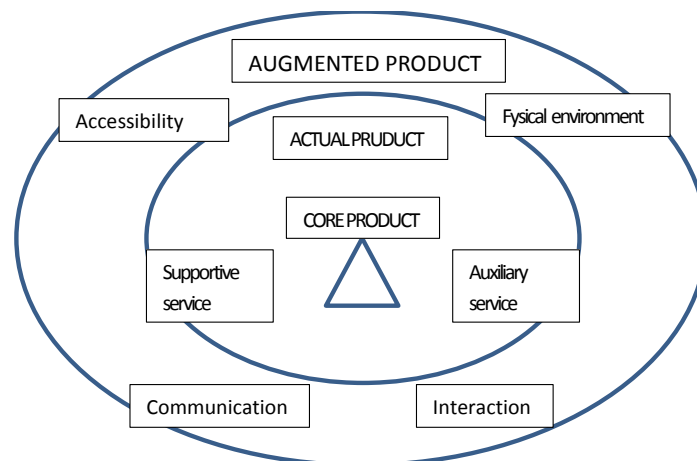 AUGMENTED PRODUCT
Accessibility
Fysical environment
ACTUAL PRUDUCT
CORE PRODUCT
Supportive
service
Auxiliary
service
Communication
Interaction